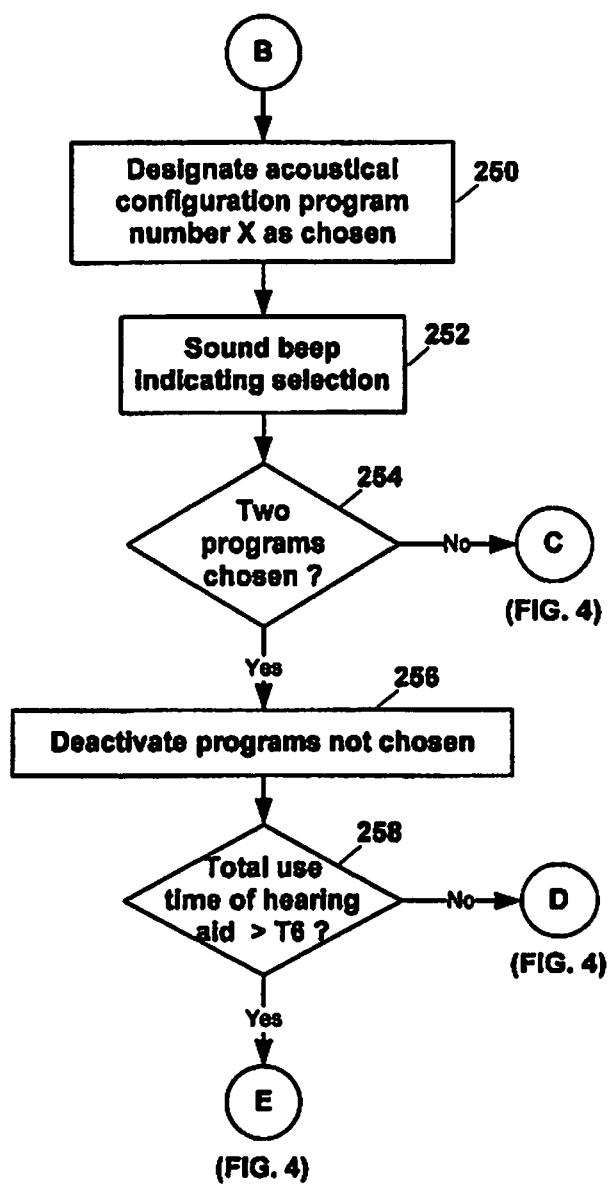 B
Designate acoustical
configuration program
number X as chosen
250
Sound beep
indicating selection
252
254
Two
programs
chosen ?
No
C
(FIG. 4)
Yes
256
Deactivate programs not chosen
258
Total use
time of hearing
aid > T6 ?
No
D
(FIG. 4)
Yes
E
(FIG. 4)